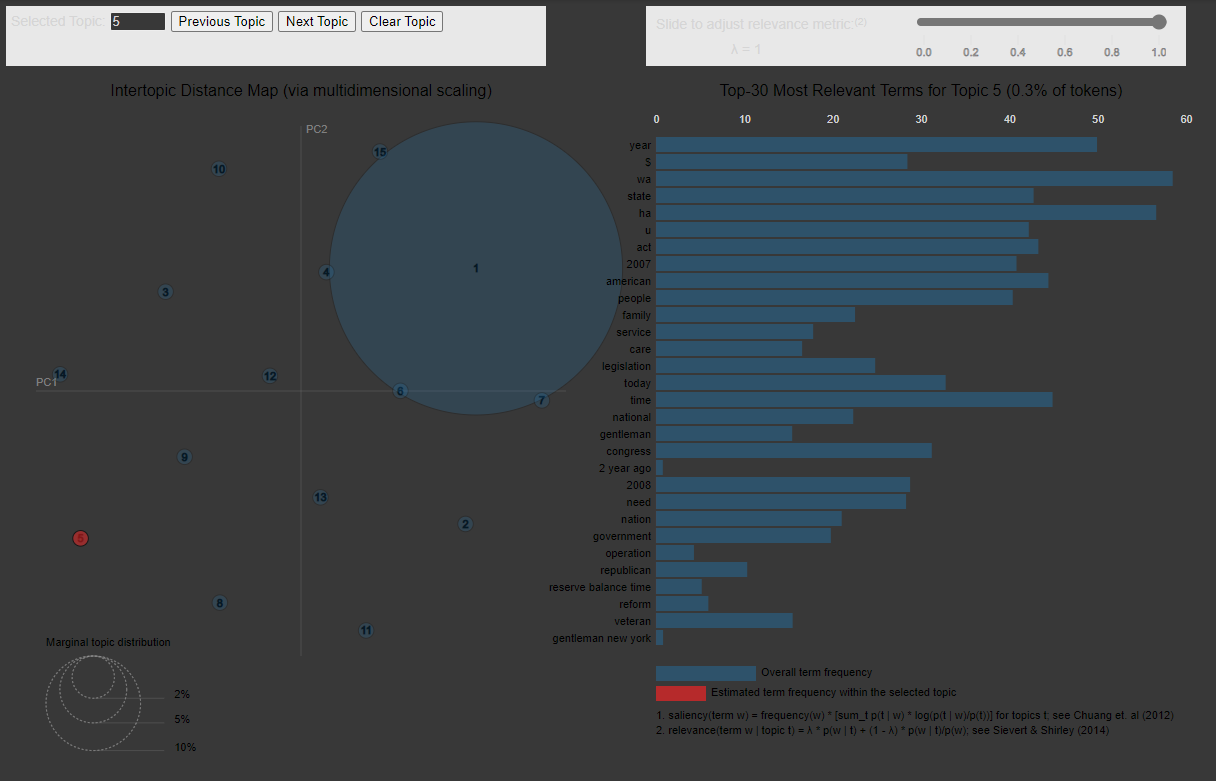 Selected Topic: 5 Previous Topic Next Topic Clear Topic
Slide to adjust relevance metric:(2)
λ = 1
0.0 0.2 0.4 0.6 0.8 1.0
Intertopic Distance Map (via multidimensional scaling)
PC2
PC1
15
10
1
4
3
14
12
6
7
9
13
2
5
8
11
Marginal topic distribution
2%
5%
10%
Top-30 Most Relevant Terms for Topic 5 (0.3% of tokens)
0 10 20 30 40 50 60
year
$
wa
state
ha
u
act
2007
american
people
family
service
care
legislation
today
time
national
gentleman
congress
2 year ago
2008
need
nation
government
operation
republican
reserve balance time
reform
veteran
gentleman new york
Overall term frequency
Estimated term frequency within the selected topic
1. saliency(term w) = frequency(w) * [sum_t p(t | w) * log(p(t | w)/p(t))] for topics t; see Chuang et. al (2012)
2. relevance(term w | topic t) = λ * p(w | t) + (1 - λ) * p(w | t)/p(w); see Sievert & Shirley (2014)